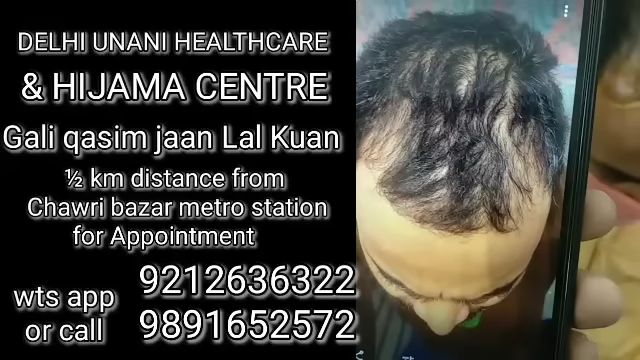 DELHI UNANI HEALTHCARE
& HIJAMA CENTRE
Gali qasim jaan Lal Kuan
½ km distance from
Chawri bazar metro station
for Appointment
wts app
or call
9212636322
9891652572